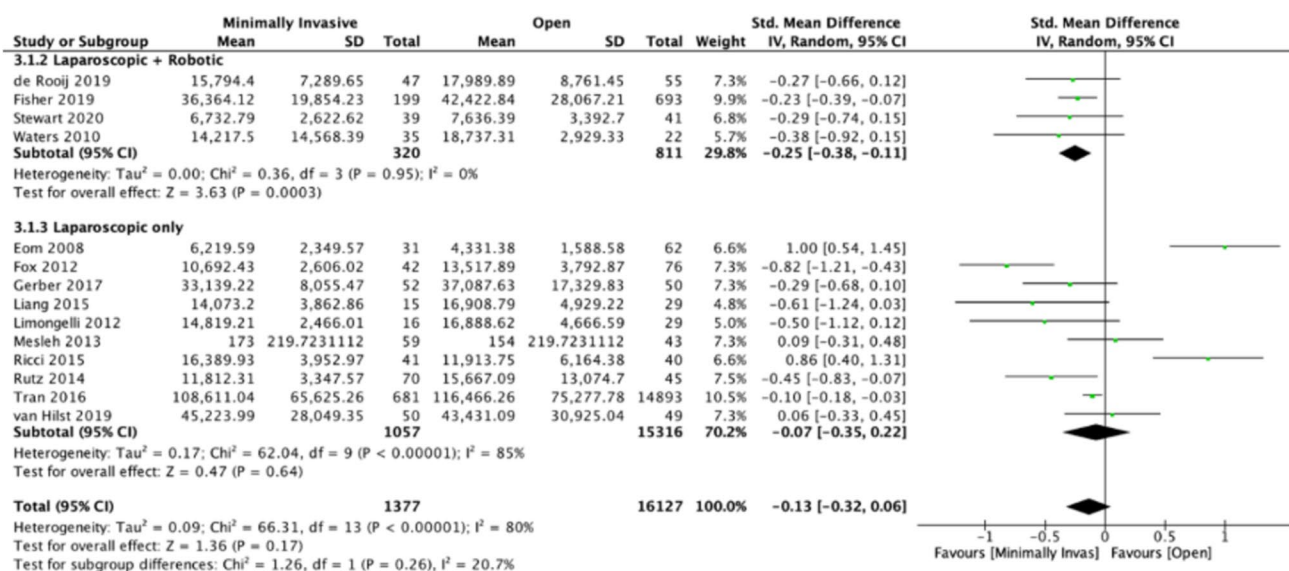 Minimally Invasive Open Std. Mean Difference Std. Mean Difference
Study or Subgroup Mean SD Total Mean SD Total Weight IV, Random, 95% CI IV, Random, 95% CI
3.1.2 Laparoscopic + Robotic
de Rooij 2019 15,794.4 7,289.65 47 17,989.89 8,761.45 55 7.3% -0.27 [-0.66, 0.12]
Fisher 2019 36,364.12 19,854.23 199 42,422.84 28,067.21 693 9.9% -0.23 [-0.39, -0.07]
Stewart 2020 6,732.79 2,622.62 39 7,636.39 3,392.7 41 6.8% -0.29 [-0.74, 0.15]
Waters 2010 14,217.5 14,568.39 35 18,737.31 2,929.33 22 5.7% -0.38 [-0.92, 0.15]
Subtotal (95% CI) 320 811 29.8% -0.25 [-0.38, -0.11]
Heterogeneity: Tau² = 0.00; Chi² = 0.36, df = 3 (P = 0.95); I² = 0%
Test for overall effect: Z = 3.63 (P = 0.0003)
3.1.3 Laparoscopic only
Eom 2008 6,219.59 2,349.57 31 4,331.38 1,588.58 62 6.6% 1.00 [0.54, 1.45]
Fox 2012 10,692.43 2,606.02 42 13,517.89 3,792.87 76 7.3% -0.82 [-1.21, -0.43]
Gerber 2017 33,139.22 8,055.47 52 37,087.63 17,329.83 50 7.3% -0.29 [-0.68, 0.10]
Liang 2015 14,073.2 3,862.86 15 16,908.79 4,929.22 29 4.8% -0.61 [-1.24, 0.03]
Limongelli 2012 14,819.21 2,466.01 16 16,888.62 4,666.59 29 5.0% -0.50 [-1.12, 0.12]
Mesleh 2013 173 219.7231112 59 154 219.7231112 43 7.3% 0.09 [-0.31, 0.48]
Ricci 2015 16,389.93 3,952.97 41 11,913.75 6,164.38 40 6.6% 0.86 [0.40, 1.31]
Rutz 2014 11,812.31 3,347.57 70 15,667.09 13,074.7 45 7.5% -0.45 [-0.83, -0.07]
Tran 2016 108,611.04 65,625.26 681 116,466.26 75,277.78 14893 10.5% -0.10 [-0.18, -0.03]
van Hilst 2019 45,223.99 28,049.35 50 43,431.09 30,925.04 49 7.3% 0.06 [-0.33, 0.45]
Subtotal (95% CI) 1057 15316 70.2% -0.07 [-0.35, 0.22]
Heterogeneity: Tau² = 0.17; Chi² = 62.04, df = 9 (P < 0.00001); I² = 85%
Test for overall effect: Z = 0.47 (P = 0.64)
Total (95% CI) 1377 16127 100.0% -0.13 [-0.32, 0.06]
Heterogeneity: Tau² = 0.09; Chi² = 66.31, df = 13 (P < 0.00001); I² = 80%
Test for overall effect: Z = 1.36 (P = 0.17)
Test for subgroup differences: Chi² = 1.26, df = 1 (P = 0.26), I² = 20.7%
-1 -0.5 0 0.5 1
Favours [Minimally Invas] Favours [Open]